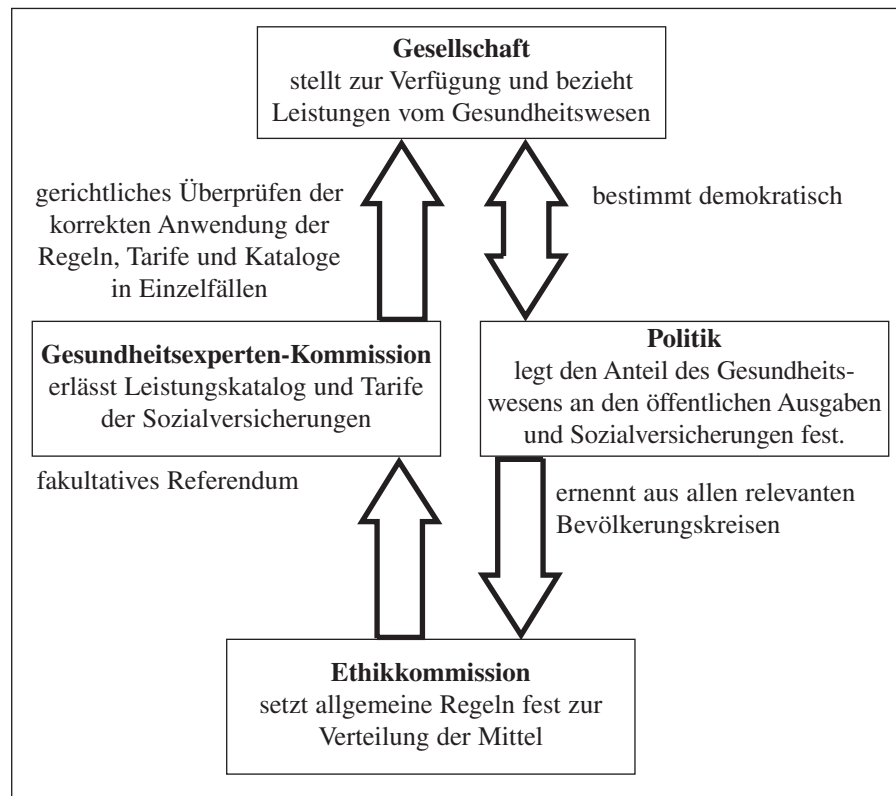 Gesellschaft
stellt zur Verfügung und bezieht
Leistungen vom Gesundheitswesen
gerichtliches Überprüfen der
korrekten Anwendung der
Regeln, Tarife und Kataloge
in Einzelfällen
bestimmt demokratisch
Gesundheitsexperten-Kommission
erlässt Leistungskatalog und Tarife
der Sozialversicherungen
Politik
legt den Anteil des Gesundheits-
wesens an den öffentlichen Ausgaben
und Sozialversicherungen fest.
fakultatives Referendum
ernennt aus allen relevanten
Bevölkerungskreisen
Ethikkommission
setzt allgemeine Regeln fest zur
Verteilung der Mittel